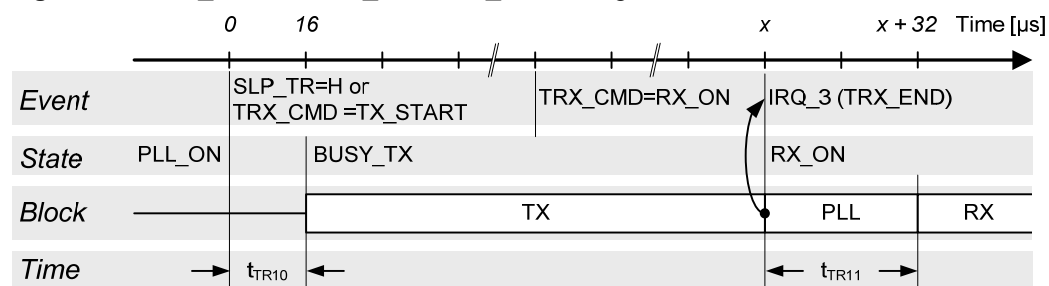 0 16 x x + 32 Time [μs]
Event SLP_TR=H or TRX_CMD=RX_ON IRQ_3 (TRX_END)
TRX_CMD =TX_START
State PLL_ON BUSY_TX RX_ON
Block TX PLL RX
Time tTR10 tTR11